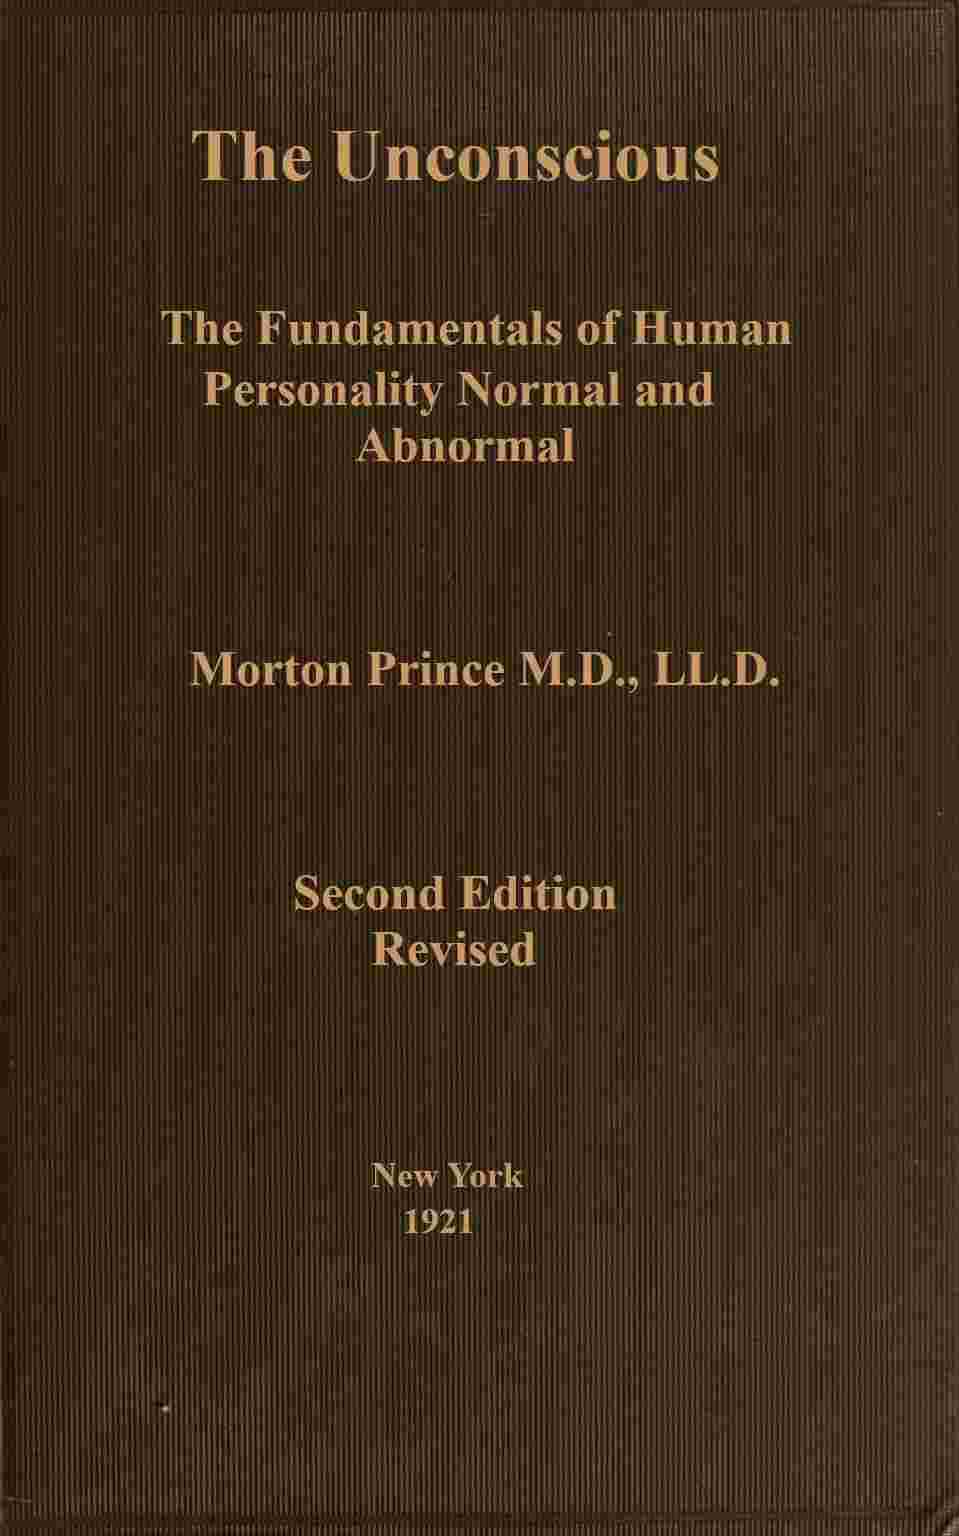 The Unconscious
The Fundamentals of Human
Personality Normal and
Abnormal
Morton Prince M.D., LL.D.
Second Edition
Revised
New York
1921